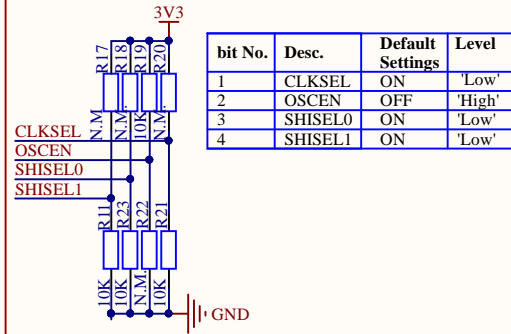 3V3
R17
R18
R19
R20
N.M.
N.M.
10K
N.M.
CLKSEL
OSCEN
SHISEL0
SHISEL1
R11
R23
R22
R21
10K
10K
N.M.
10K
GND
bit No. Desc. Default Settings Level
1 CLKSEL ON 'Low'
2 OSCEN OFF 'High'
3 SHISEL0 ON 'Low'
4 SHISEL1 ON 'Low'